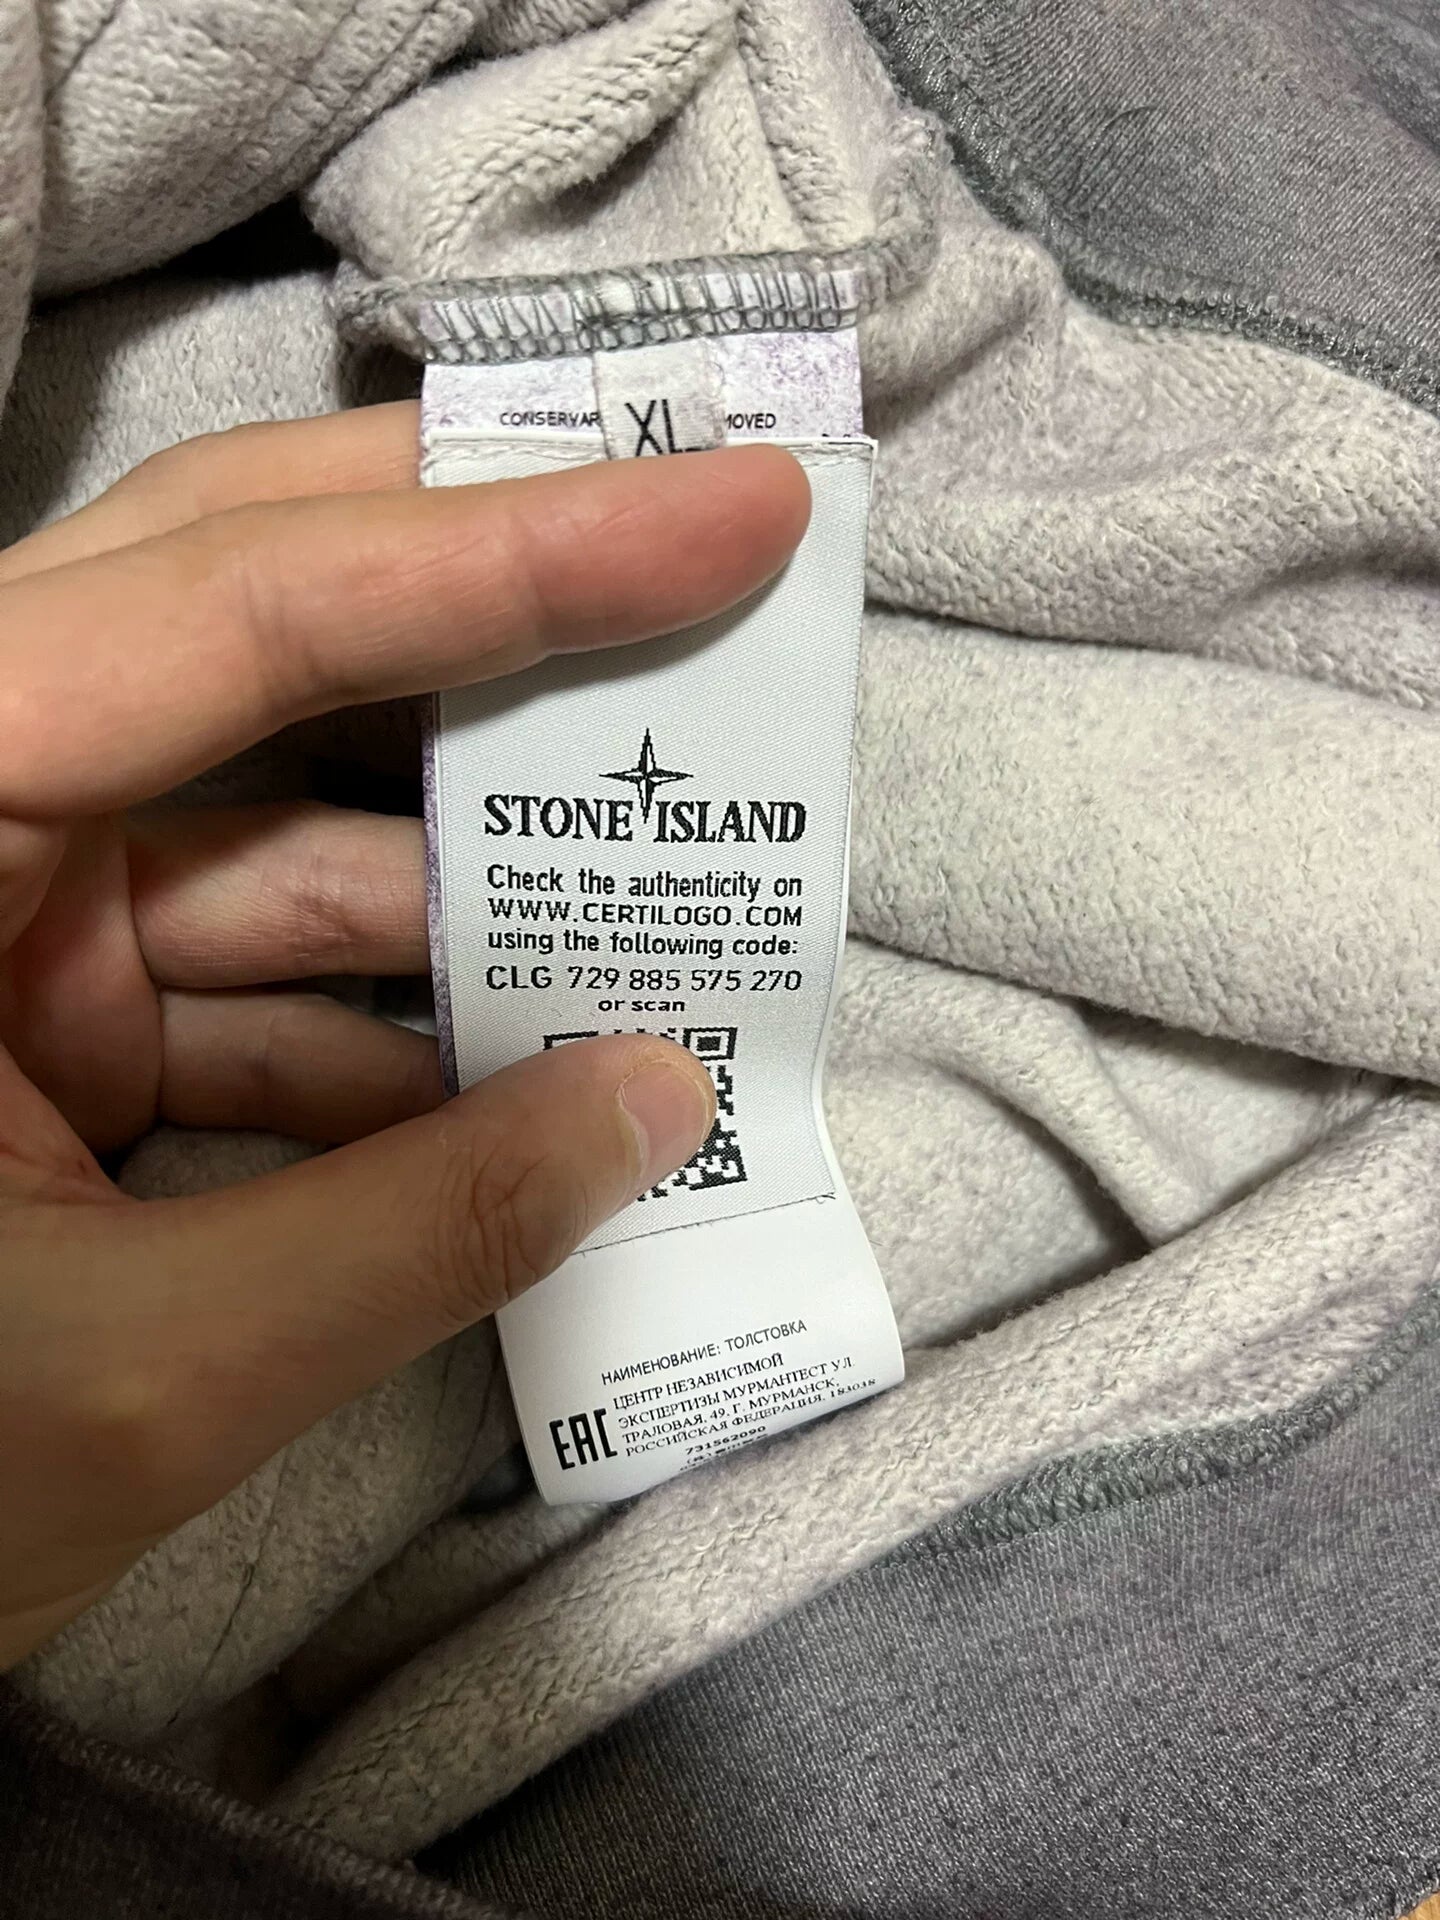 CONSERVAR
XL
MOVED
STONE ISLAND
Check the authenticity on
WWW.CERTILOGO.COM
using the following code:
CLG 729 885 575 270
or scan
НАИМЕНОВАНИЕ: ТОЛСТОВКА
EAC
ЦЕНТР НЕЗАВИСИМОЙ
ЭКСПЕРТИЗЫ МУРМАНТЕСТ УЛ.
ТРАЛОВАЯ, 49, Г. МУРМАНСК,
РОССИЙСКАЯ ФЕДЕРАЦИЯ, 183038
731562090